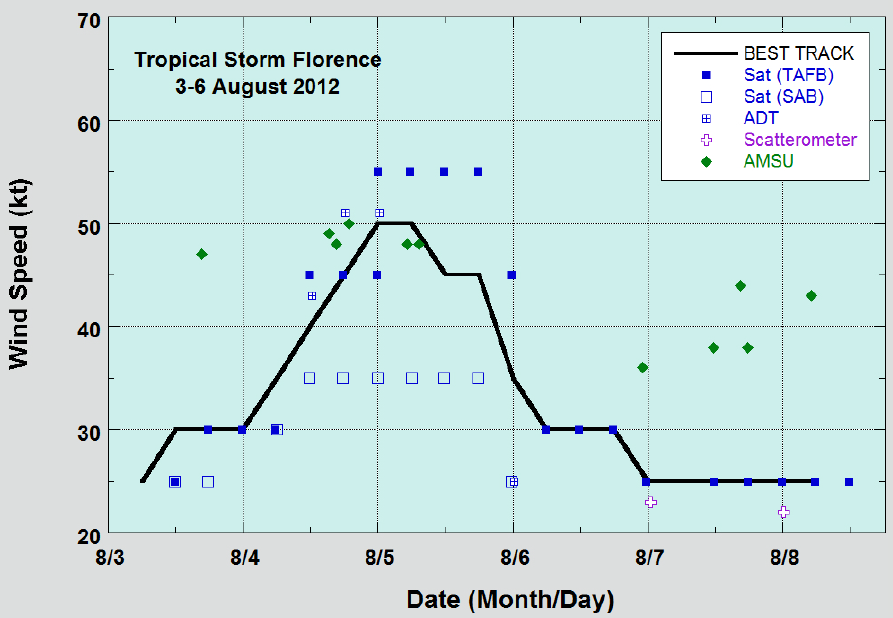 Tropical Storm Florence
3-6 August 2012
BEST TRACK
Sat (TAFB)
Sat (SAB)
ADT
Scatterometer
AMSU
Wind Speed (kt)
70
60
50
40
30
20
8/3 8/4 8/5 8/6 8/7 8/8
Date (Month/Day)